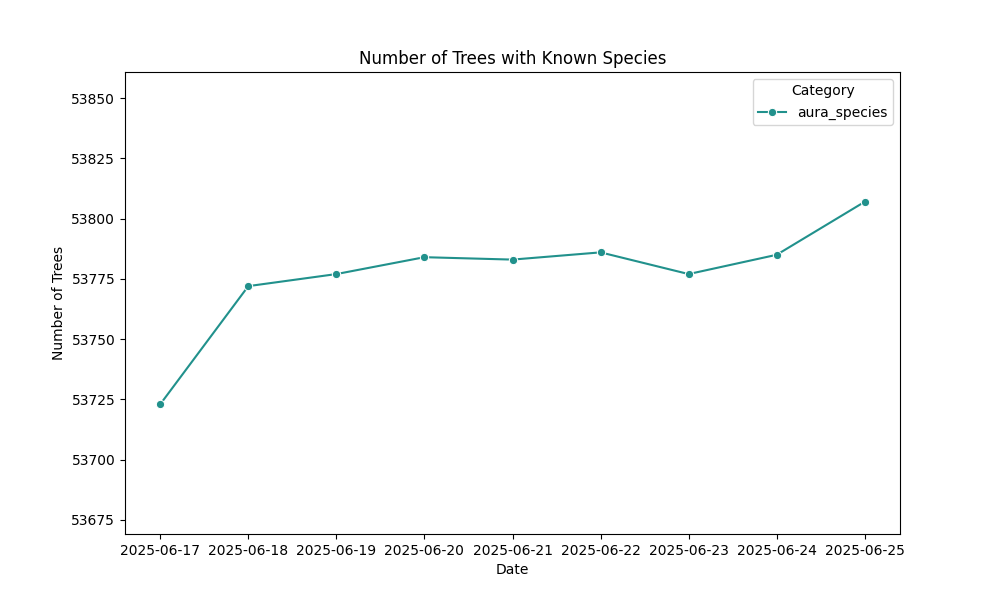 Number of Trees with Known Species
Category
aura_species
53850
53825
53800
53775
53750
53725
53700
53675
Number of Trees
2025-06-17 2025-06-18 2025-06-19 2025-06-20 2025-06-21 2025-06-22 2025-06-23 2025-06-24 2025-06-25
Date